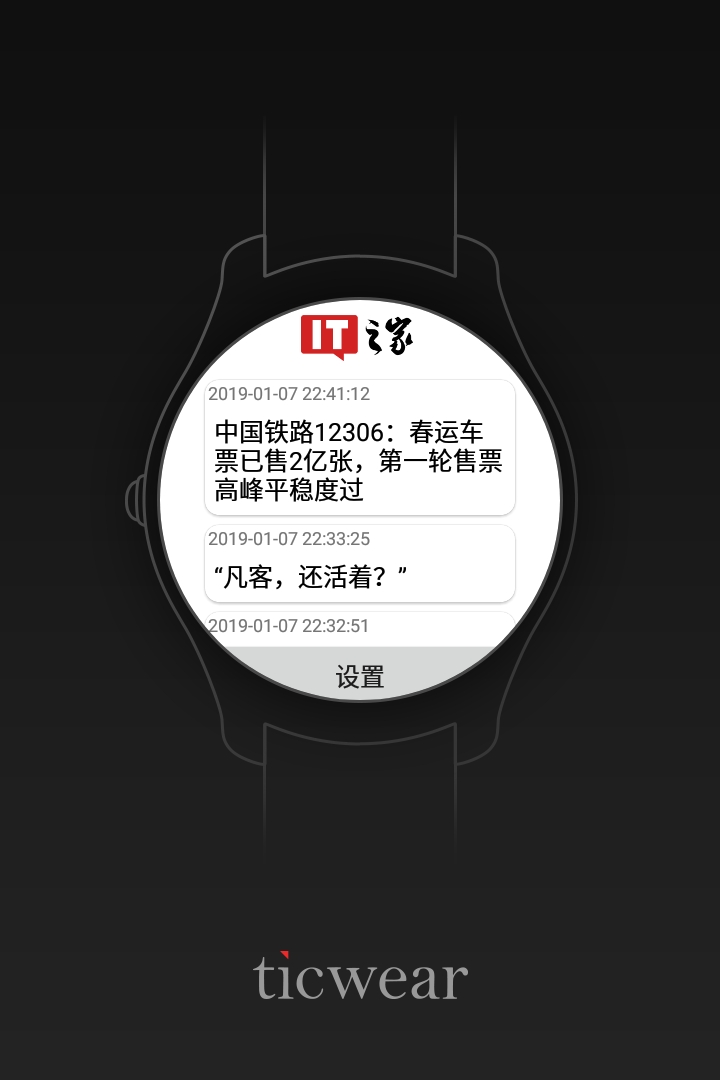 IT之家
2019-01-07 22:41:12
中国铁路12306：春运车
票已售2亿张，第一轮售票
高峰平稳度过
2019-01-07 22:33:25
“凡客，还活着？”
2019-01-07 22:32:51
设置
ticwear